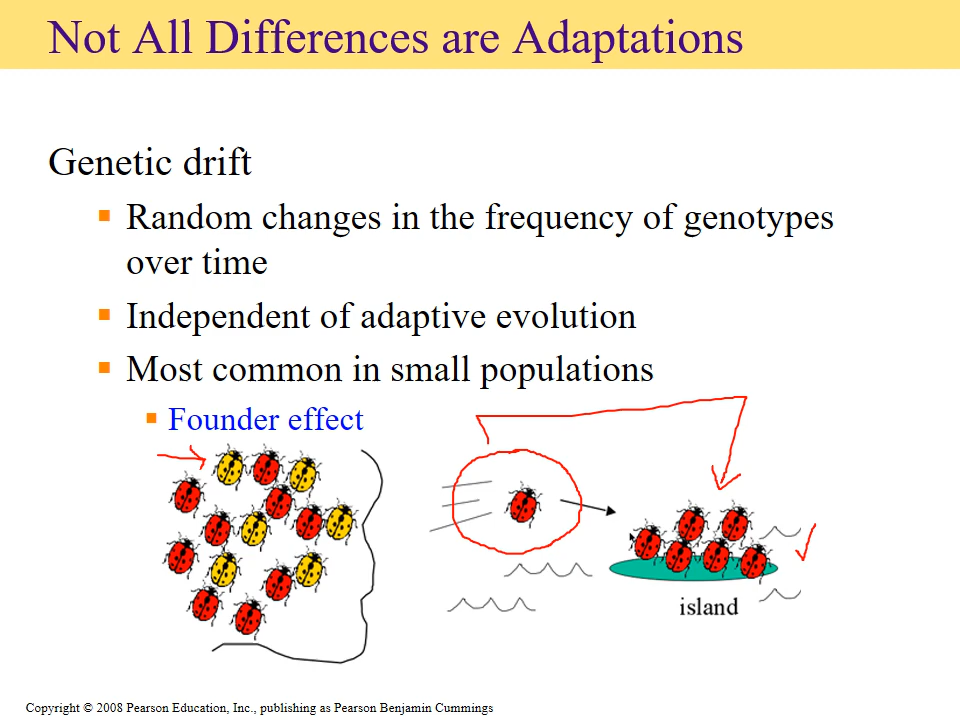 Not All Differences are Adaptations
Genetic drift
Random changes in the frequency of genotypes
over time
Independent of adaptive evolution
Most common in small populations
Founder effect
island
Copyright © 2008 Pearson Education, Inc., publishing as Pearson Benjamin Cummings